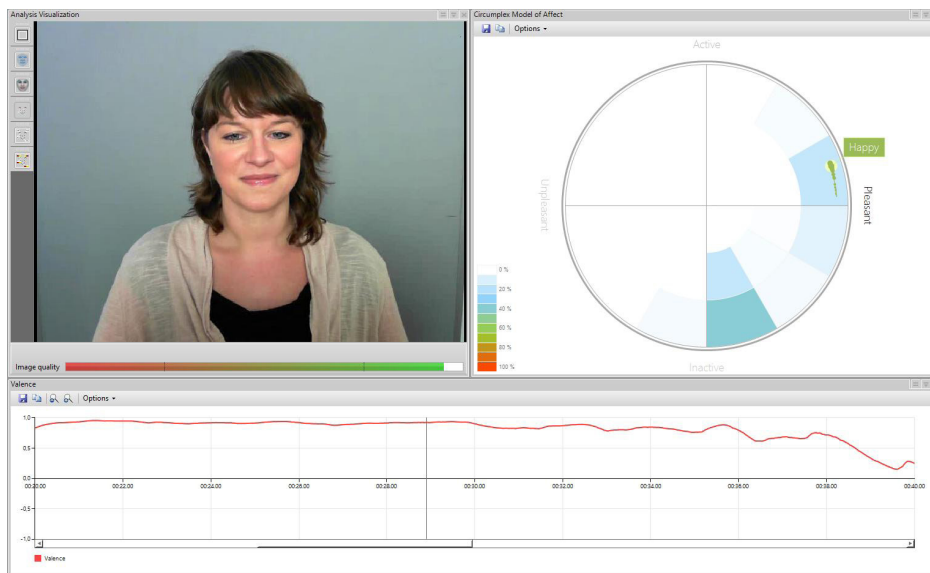 Analysis Visualization
Image quality
Circumplex Model of Affect
Options
Active
Happy
Unpleasant
Pleasant
0 %
20 %
40 %
60 %
80 %
100 %
Inactive
Valence
Options
1.0
0.5
0.0
-0.5
-1.0
00:20:00 00:22:00 00:24:00 00:26:00 00:28:00 00:30:00 00:32:00 00:34:00 00:36:00 00:38:00 00:40:00
Valence